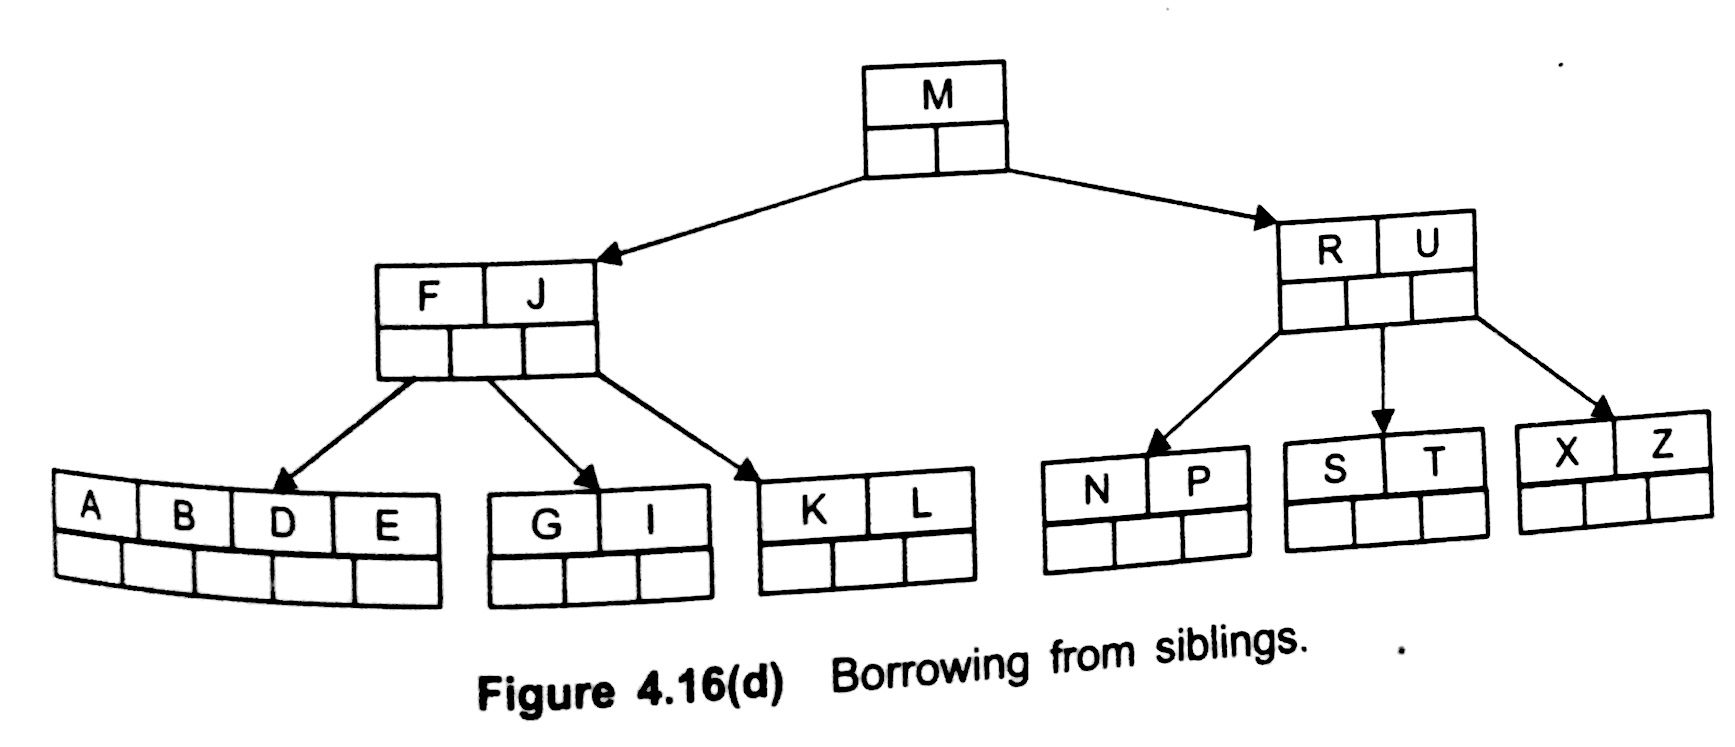 M
F J
R U
A B D E
G I
K L
N P
S T
X Z
Figure 4.16(d) Borrowing from siblings.